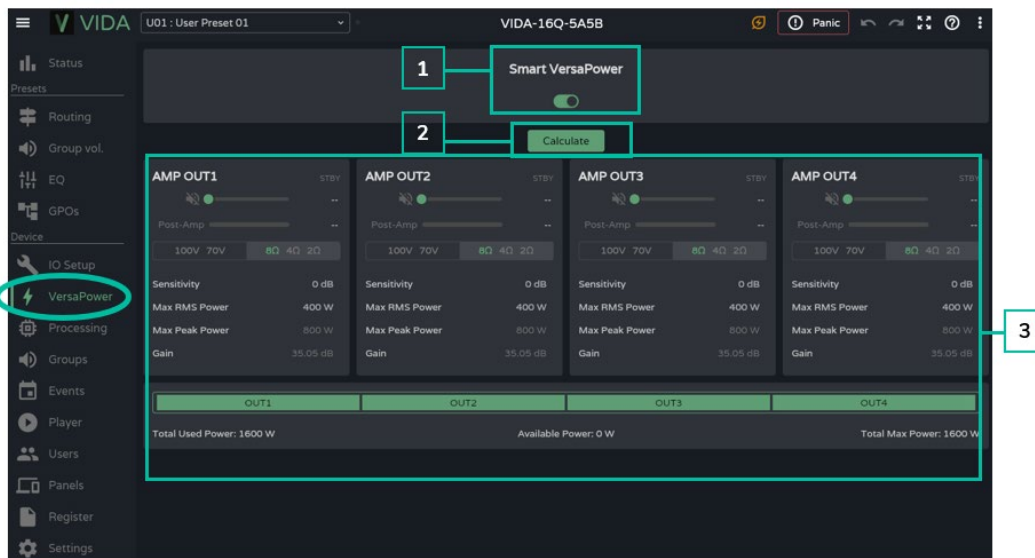 VIDA U01 : User Preset 01 VIDA-16Q-5A5B Panic
Status
Presets
Routing
Group vol.
EQ
GPOs
Device
IO Setup
VersaPower
Processing
Groups
Events
Player
Users
Panels
Register
Settings
1
Smart VersaPower
2
Calculate
3
AMP OUT1 STBY
--
Post-Amp --
100V 70V 8Ω 4Ω 2Ω
Sensitivity 0 dB
Max RMS Power 400 W
Max Peak Power 800 W
Gain 35.05 dB
AMP OUT2 STBY
--
Post-Amp --
100V 70V 8Ω 4Ω 2Ω
Sensitivity 0 dB
Max RMS Power 400 W
Max Peak Power 800 W
Gain 35.05 dB
AMP OUT3 STBY
--
Post-Amp --
100V 70V 8Ω 4Ω 2Ω
Sensitivity 0 dB
Max RMS Power 400 W
Max Peak Power 800 W
Gain 35.05 dB
AMP OUT4 STBY
--
Post-Amp --
100V 70V 8Ω 4Ω 2Ω
Sensitivity 0 dB
Max RMS Power 400 W
Max Peak Power 800 W
Gain 35.05 dB
OUT1 OUT2 OUT3 OUT4
Total Used Power: 1600 W Available Power: 0 W Total Max Power: 1600 W